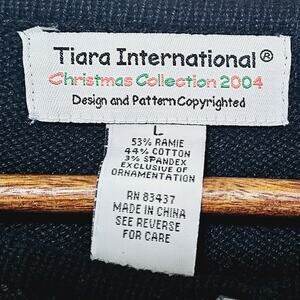 Tiara International®
Christmas Collection 2004
Design and Pattern Copyrighted
L
53% RAMIE
44% COTTON
3% SPANDEX
EXCLUSIVE OF
ORNAMENTATION
RN 83437
MADE IN CHINA
SEE REVERSE
FOR CARE